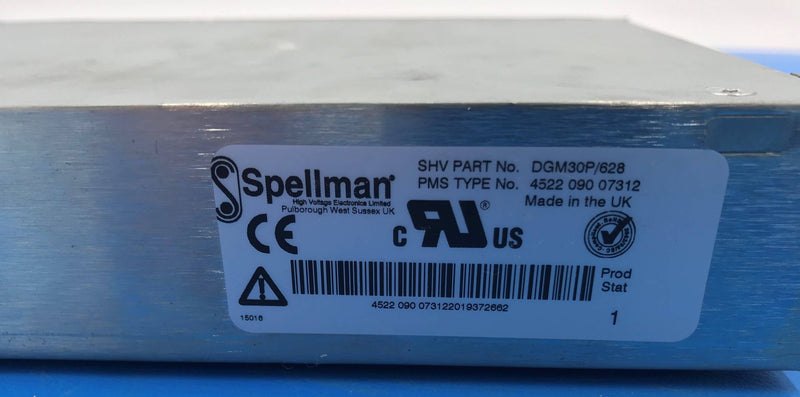 Spellman®
High Voltage Electronics Limited
Pulborough West Sussex UK
SHV PART No. DGM30P/628
PMS TYPE No. 4522 090 07312
Made in the UK
CE
c RU® US
Prod
Stat
1
4522 090 073122019372662
15016